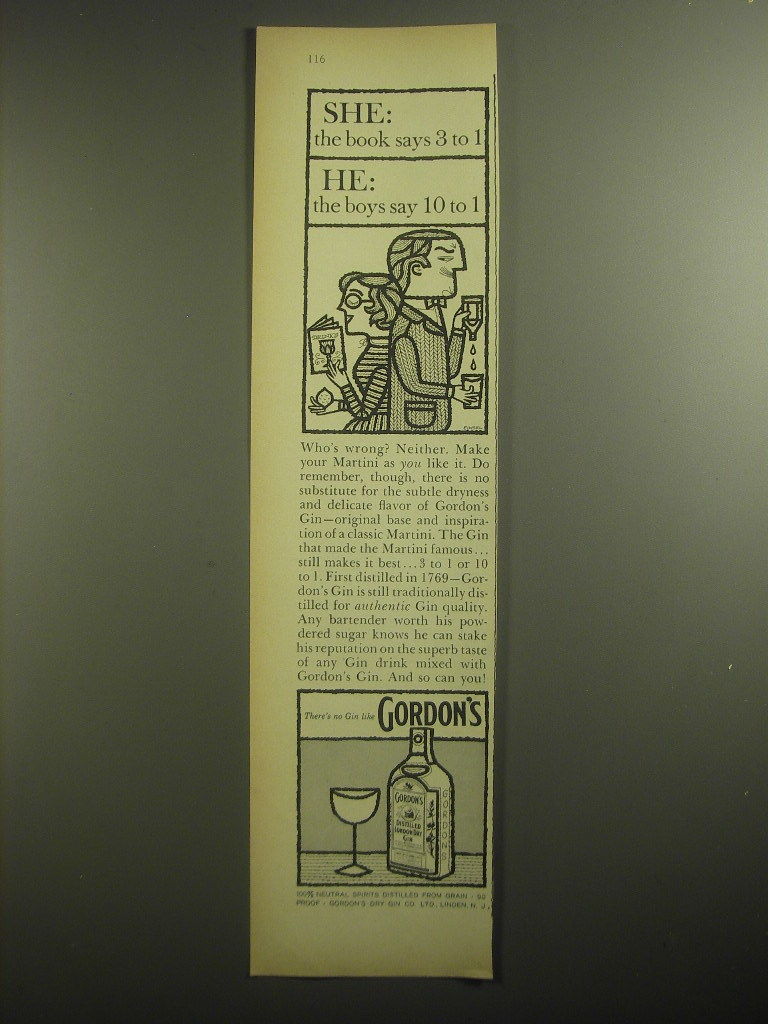 116
SHE:
the book says 3 to 1
HE:
the boys say 10 to 1
DRINKS
Who's wrong? Neither. Make
your Martini as you like it. Do
remember, though, there is no
substitute for the subtle dryness
and delicate flavor of Gordon's
Gin—original base and inspira-
tion of a classic Martini. The Gin
that made the Martini famous...
still makes it best...3 to 1 or 10
to 1. First distilled in 1769—Gor-
don's Gin is still traditionally dis-
tilled for authentic Gin quality.
Any bartender worth his pow-
dered sugar knows he can stake
his reputation on the superb taste
of any Gin drink mixed with
Gordon's Gin. And so can you!
There's no Gin like GORDON'S
GORDON'S
DISTILLED
LONDON DRY
GIN
GORDON'S
100% NEUTRAL SPIRITS DISTILLED FROM GRAIN · 90
PROOF · GORDON'S DRY GIN CO. LTD., LINDEN, N. J.